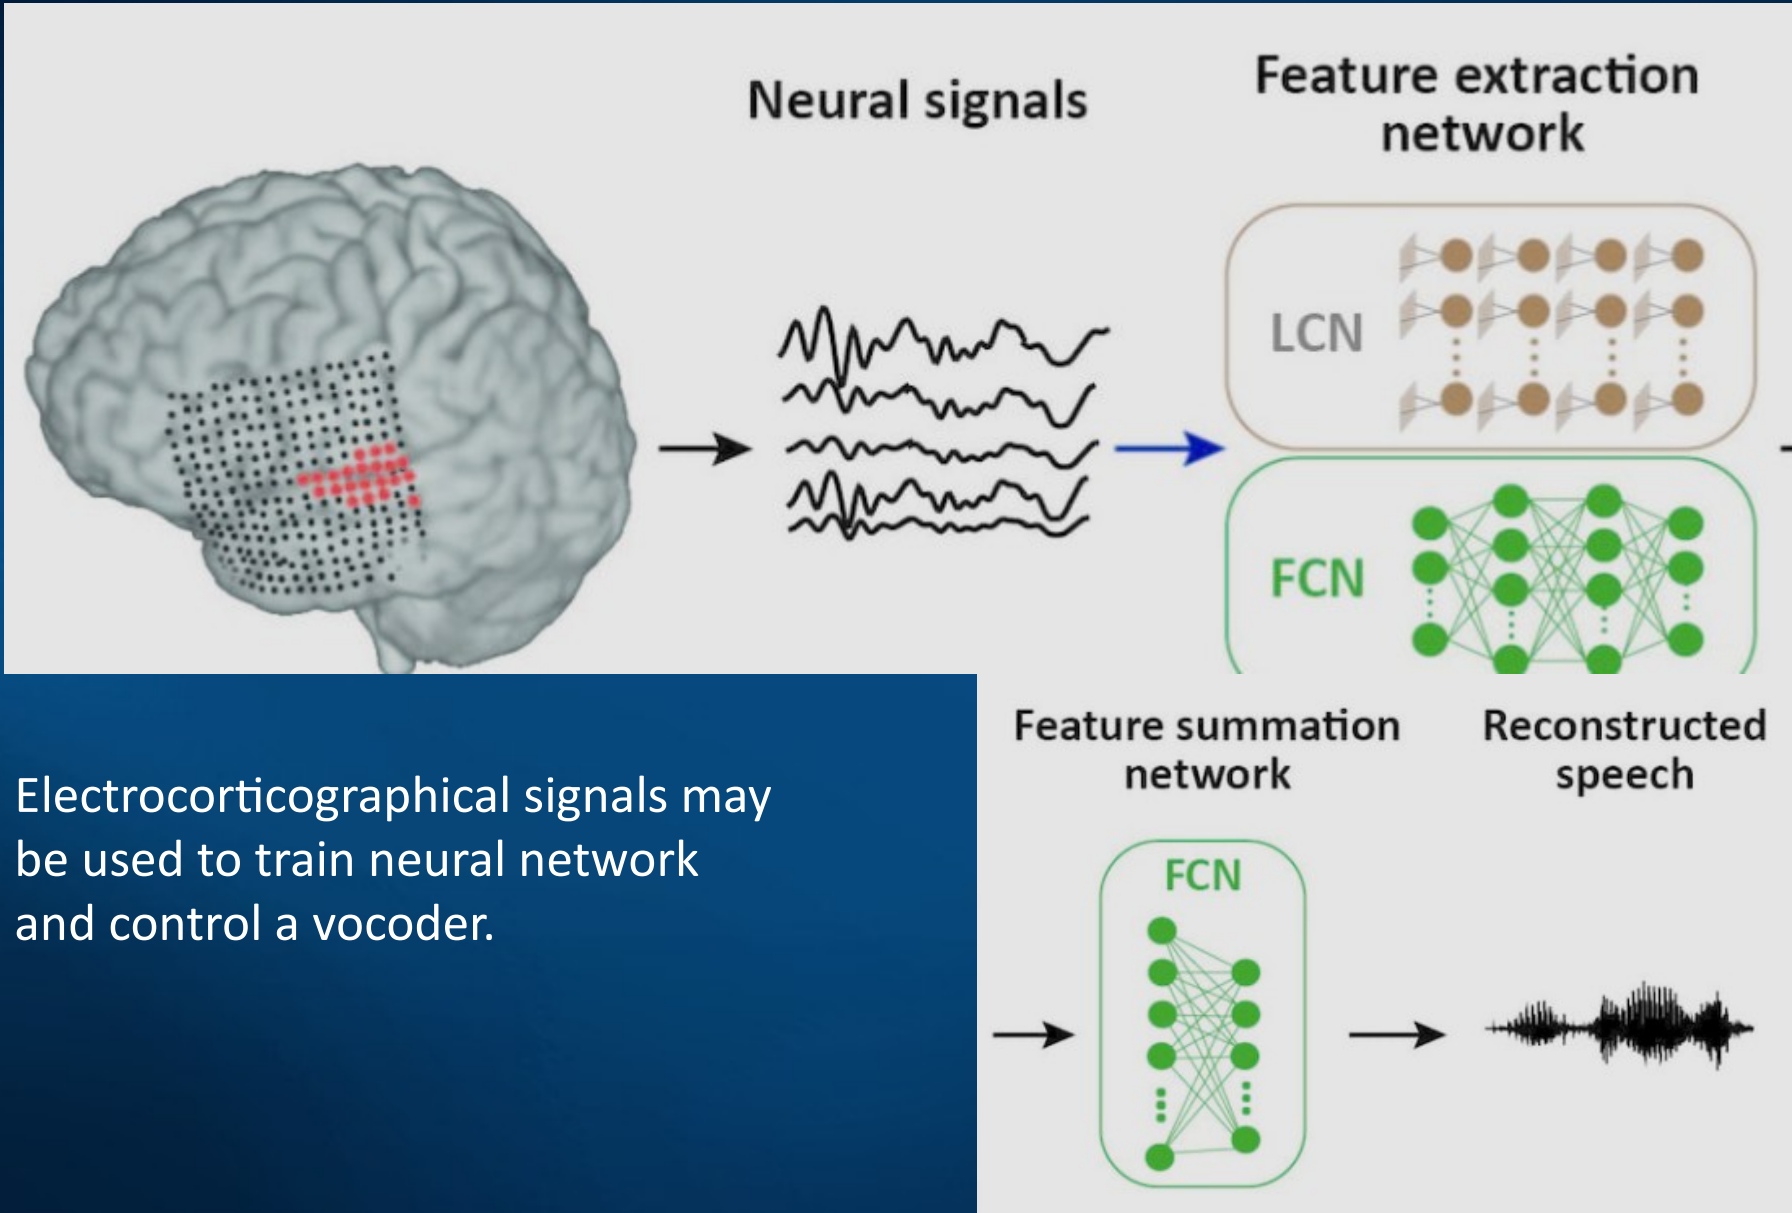 Neural signals
Feature extraction
network
LCN
FCN
Electrocorticographical signals may
be used to train neural network
and control a vocoder.
Feature summation
network
Reconstructed
speech
FCN